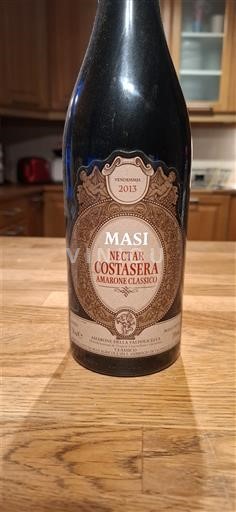 VENDEMMIA
2013
MASI
NECTAR
COSTASERA
AMARONE CLASSICO
AMARONE DELLA VALPOLICELLA
CLASSICO